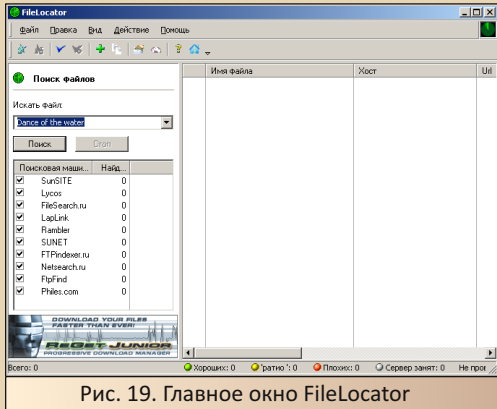 FileLocator
Файл Правка Вид Действие Помощь
Поиск файлов
Искать файл:
Dance of the water
Поиск Стоп
Поисковая маши... Найд...
SunSITE 0
Lycos 0
FileSearch.ru 0
LapLink 0
Rambler 0
SUNET 0
FTPindexer.ru 0
Netsearch.ru 0
FtpFind 0
Philes.com 0
DOWNLOAD YOUR FILES
FASTER THAN EVER!
REGET JUNIOR
PROGRESSIVE DOWNLOAD MANAGER
Имя файла Хост Url
Всего: 0 Хороших: 0 'ратио ': 0 Плохих: 0 Сервер занят: 0 Не про
Рис. 19. Главное окно FileLocator